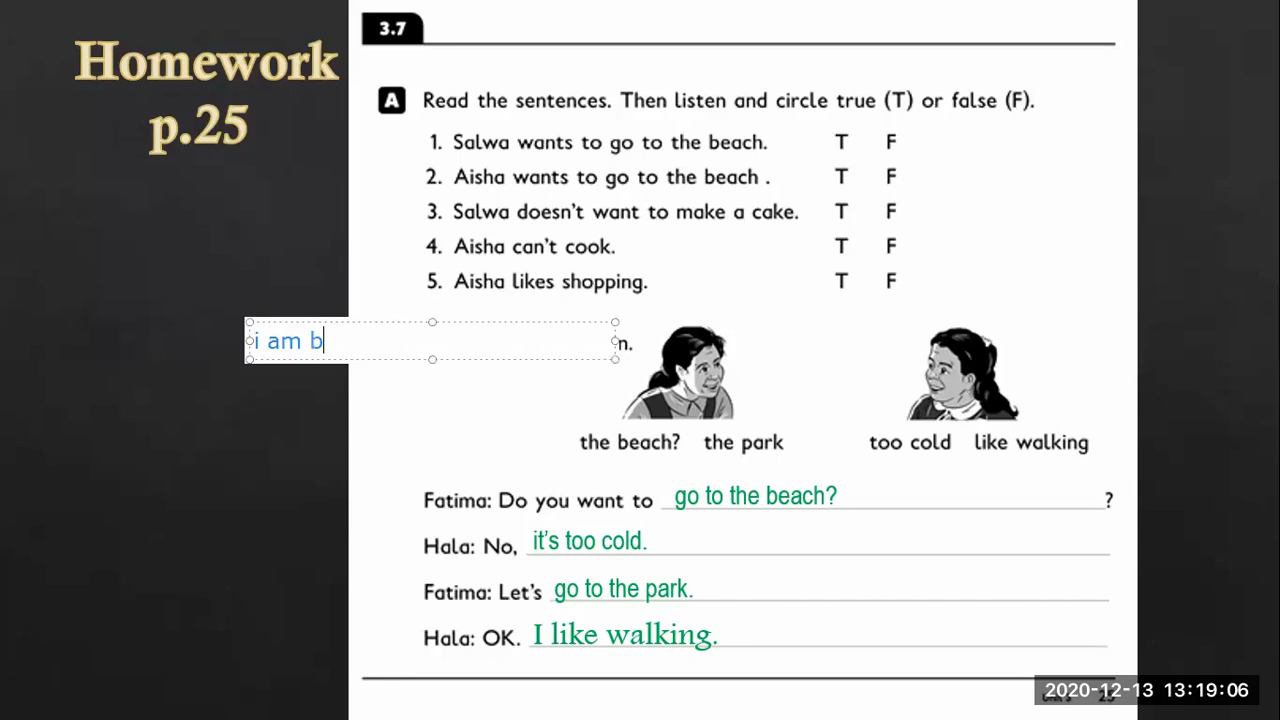 Homework
p.25
3.7
A Read the sentences. Then listen and circle true (T) or false (F).
1. Salwa wants to go to the beach. T F
2. Aisha wants to go to the beach . T F
3. Salwa doesn't want to make a cake. T F
4. Aisha can't cook. T F
5. Aisha likes shopping. T F
i am b
n.
the beach? the park
too cold like walking
Fatima: Do you want to go to the beach? ?
Hala: No, it's too cold.
Fatima: Let's go to the park.
Hala: OK. I like walking.
2020-12-13 13:19:06